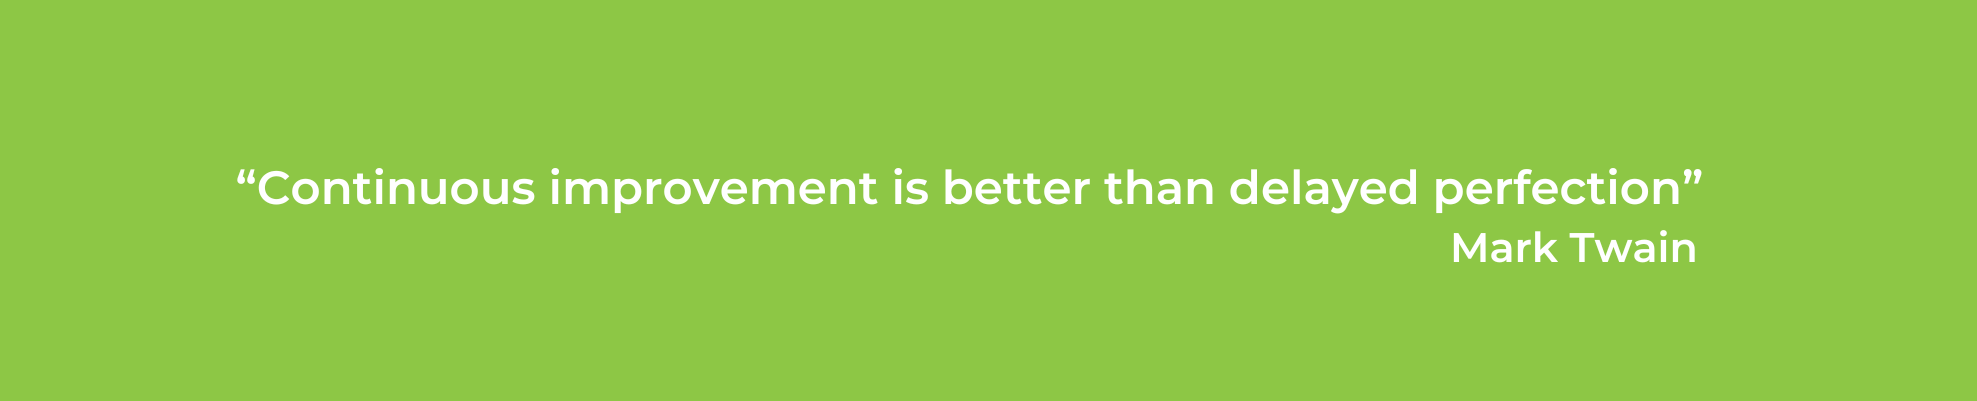 “Continuous improvement is better than delayed perfection”
Mark Twain